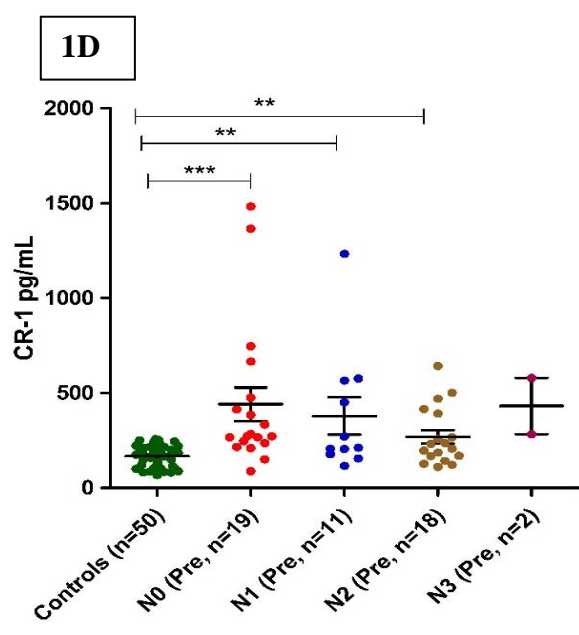 1D
**
**
***
2000
1500
1000
500
0
CR-1 pg/mL
Controls (n=50)
N0 (Pre, n=19)
N1 (Pre, n=11)
N2 (Pre, n=18)
N3 (Pre, n=2)